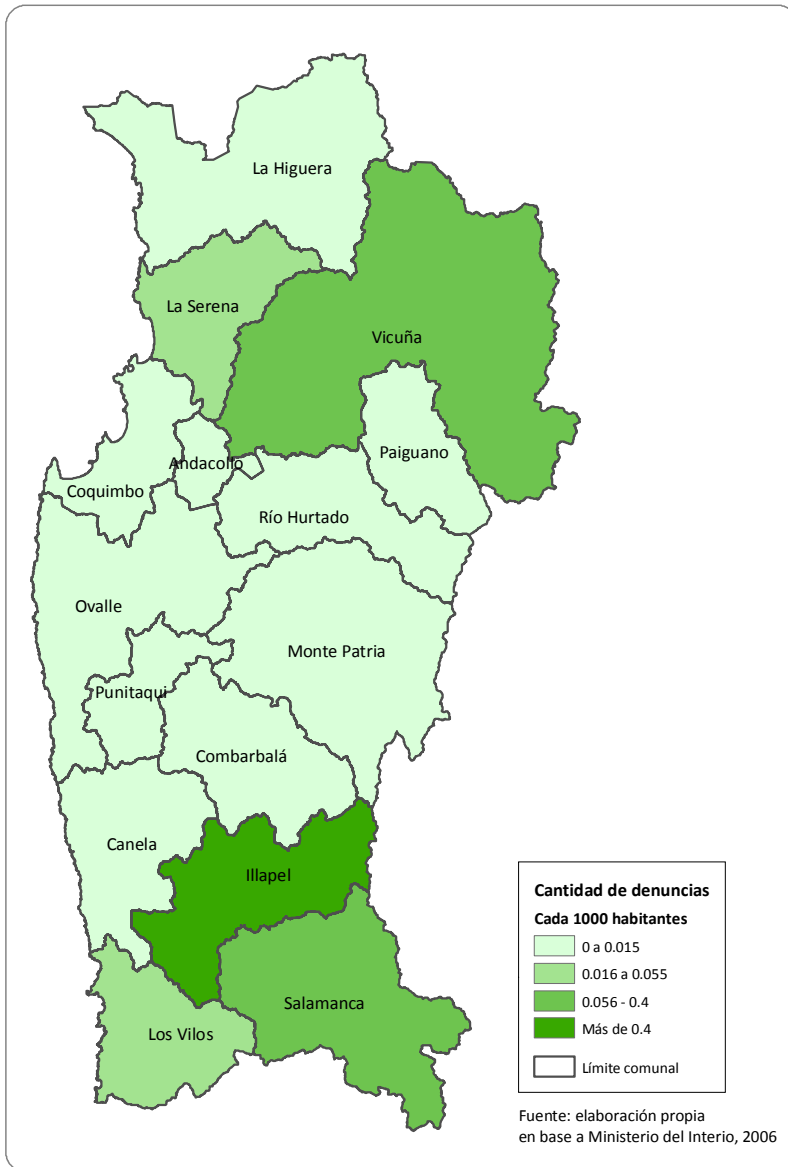 La Higuera
La Serena
Vicuña
Andacollo
Paiguano
Coquimbo
Río Hurtado
Ovalle
Monte Patria
Punitaqui
Combarbalá
Canela
Illapel
Salamanca
Los Vilos
Cantidad de denuncias
Cada 1000 habitantes
0 a 0.015
0.016 a 0.055
0.056 - 0.4
Más de 0.4
Límite comunal
Fuente: elaboración propia
en base a Ministerio del Interio, 2006